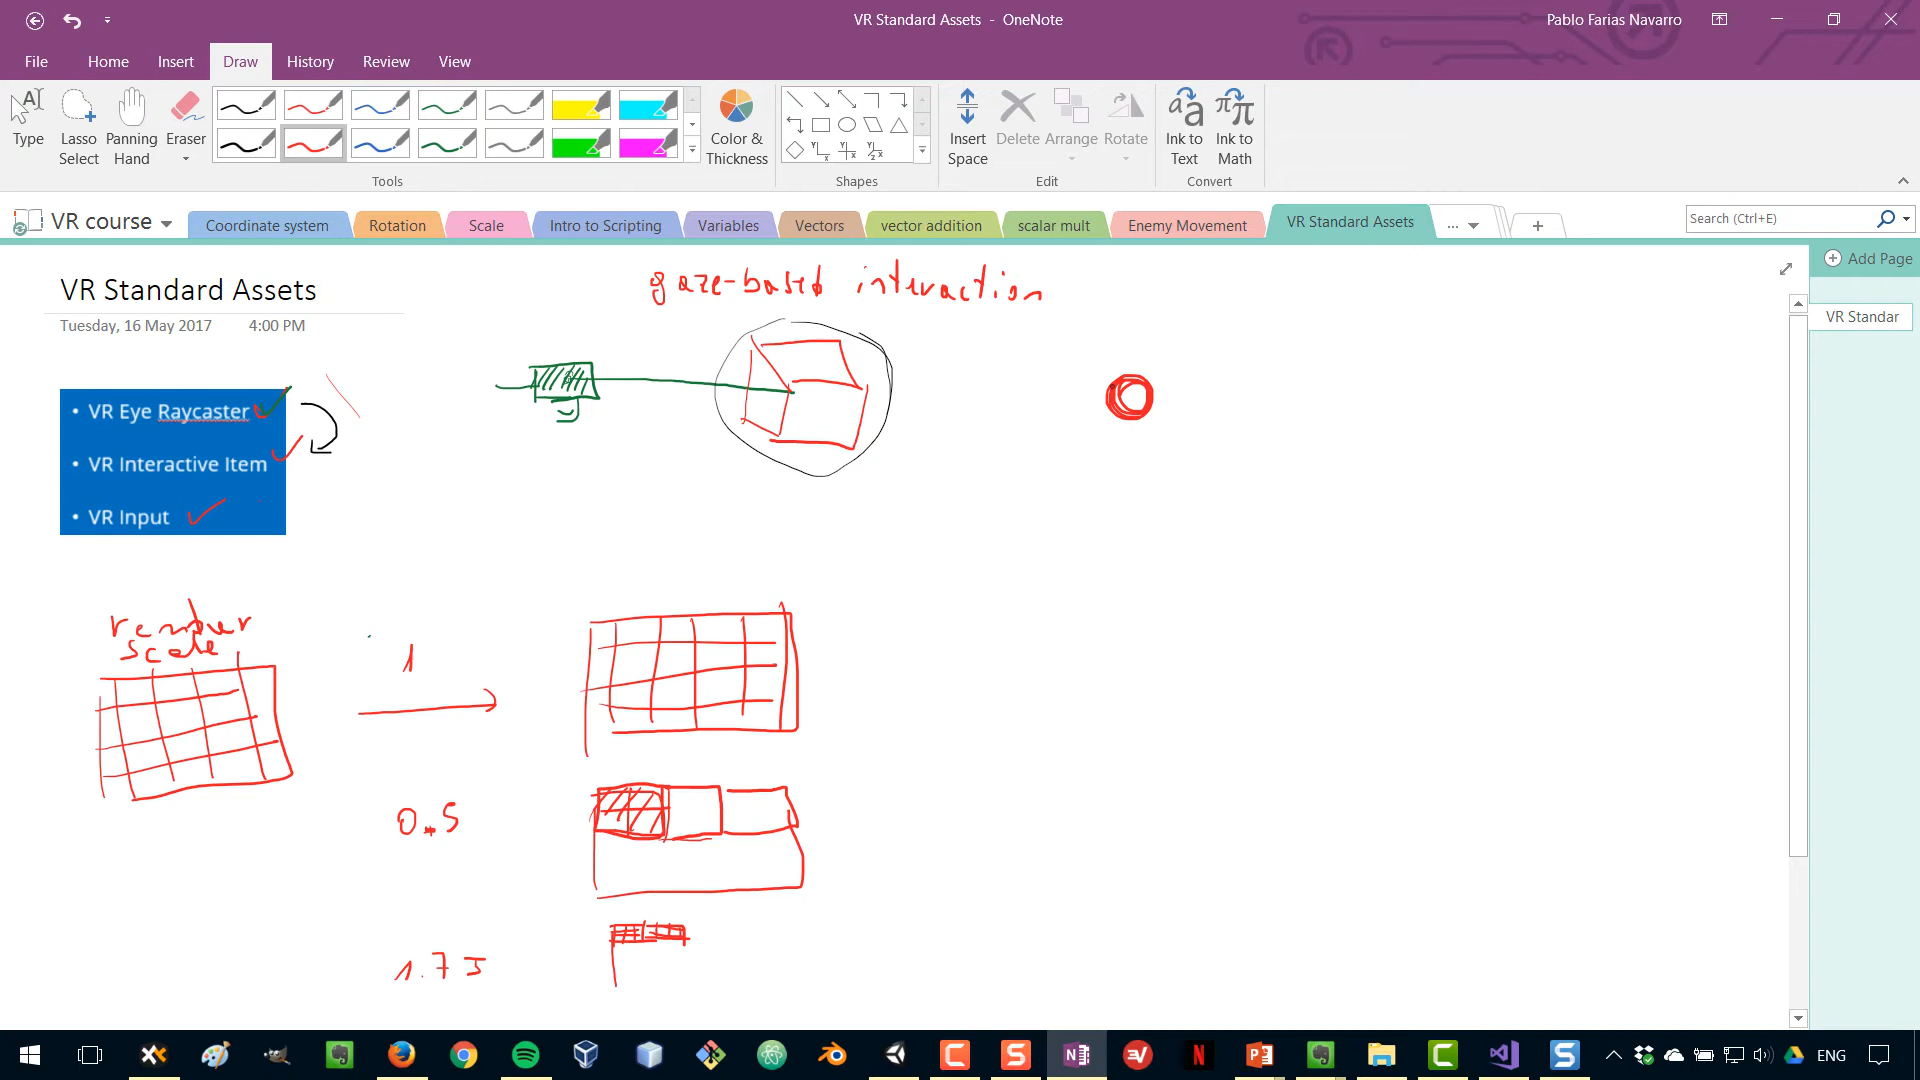 VR Standard Assets - OneNote
Pablo Farias Navarro
File Home Insert Draw History Review View
Type
Lasso Select
Panning Hand
Eraser
Color & Thickness
Insert Space
Delete
Arrange
Rotate
Ink to Text
Ink to Math
Tools
Shapes
Edit
Convert
VR course
Coordinate system
Rotation
Scale
Intro to Scripting
Variables
Vectors
vector addition
scalar mult
Enemy Movement
VR Standard Assets
...
Search (Ctrl+E)
Add Page
VR Standar
VR Standard Assets
Tuesday, 16 May 2017 4:00 PM
gaze-based interaction
• VR Eye Raycaster
• VR Interactive Item
• VR Input
render
scale
1
0.5
1.75
ENG